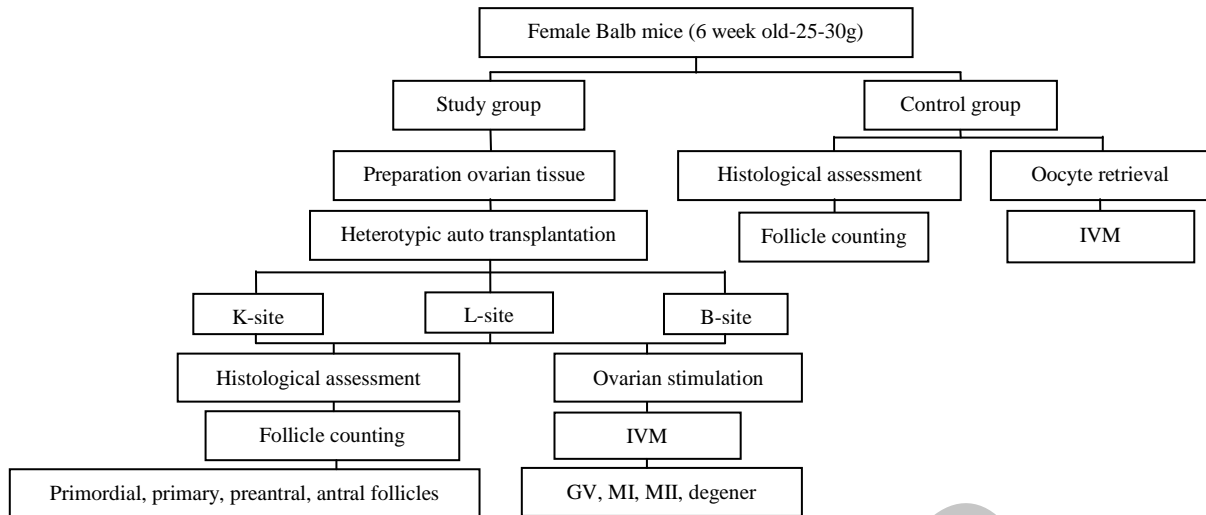 Female Balb mice (6 week old-25-30g)
Study group
Control group
Preparation ovarian tissue
Histological assessment
Oocyte retrieval
Heterotypic auto transplantation
Follicle counting
IVM
K-site
L-site
B-site
Histological assessment
Ovarian stimulation
Follicle counting
IVM
Primordial, primary, preantral, antral follicles
GV, MI, MII, degener